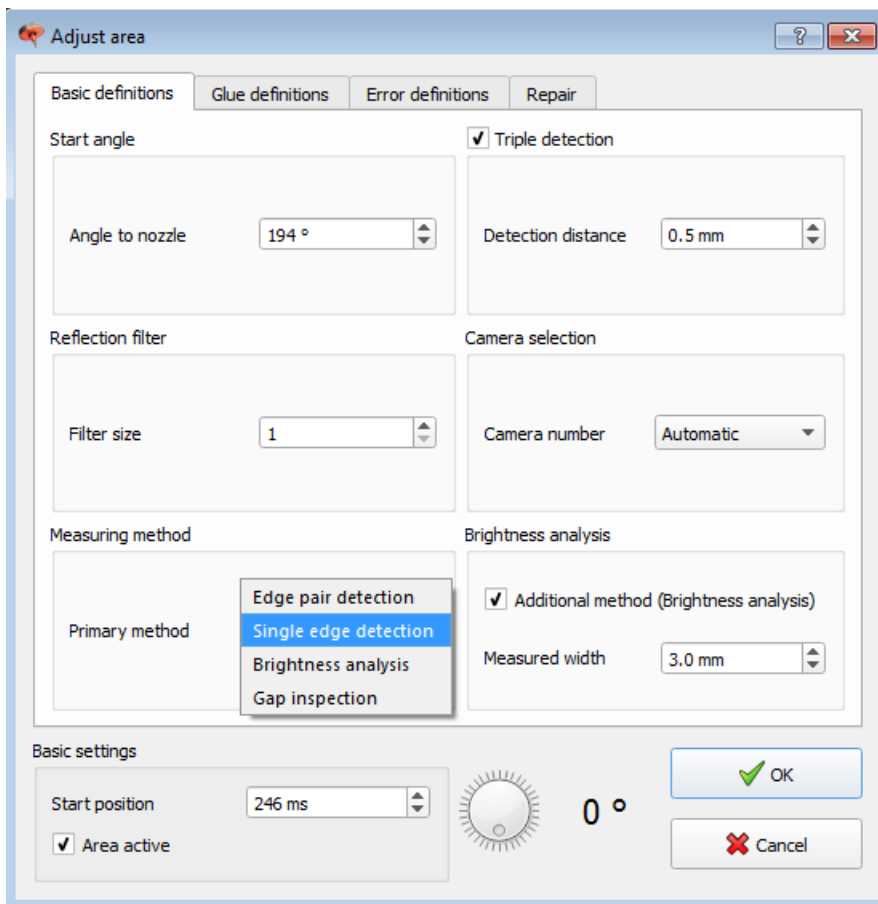 Adjust area
Basic definitions Glue definitions Error definitions Repair
Start angle
Angle to nozzle 194 °
Triple detection
Detection distance 0.5 mm
Reflection filter
Filter size 1
Camera selection
Camera number Automatic
Measuring method
Primary method
Edge pair detection
Single edge detection
Brightness analysis
Gap inspection
Brightness analysis
Additional method (Brightness analysis)
Measured width 3.0 mm
Basic settings
Start position 246 ms
Area active
0 °
OK
Cancel